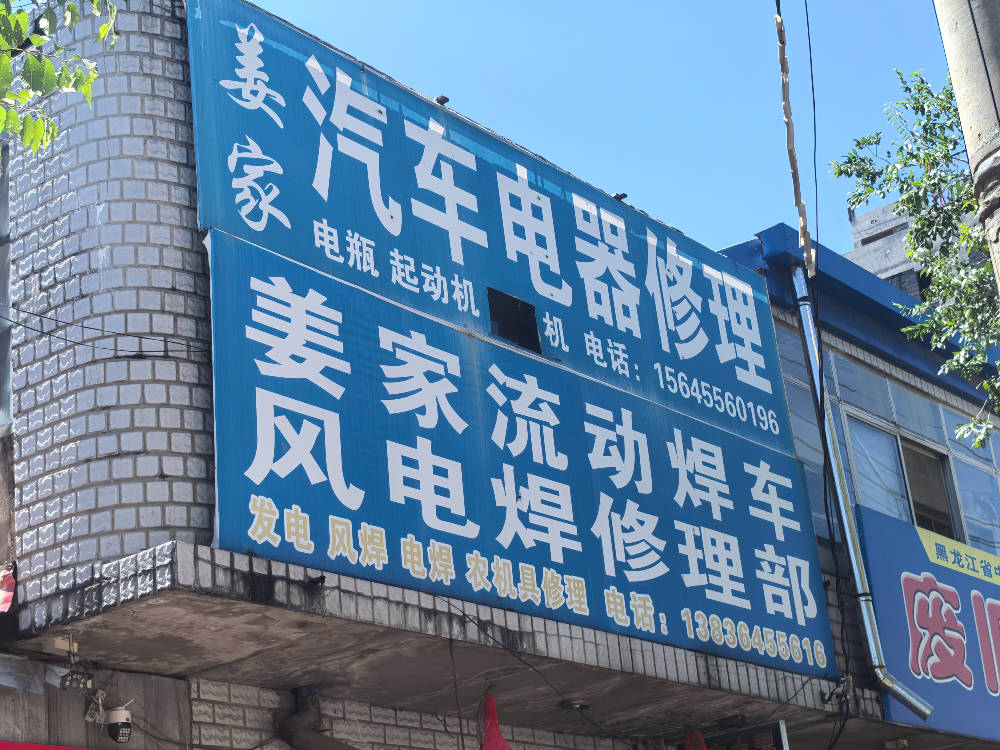 姜家 汽车电器修理
电瓶 起动机 机 电话：15645560196
姜家流动焊车
风电焊修理部
发电 风焊 电焊 农机具修理 电话：13836455616
黑龙江省
废旧